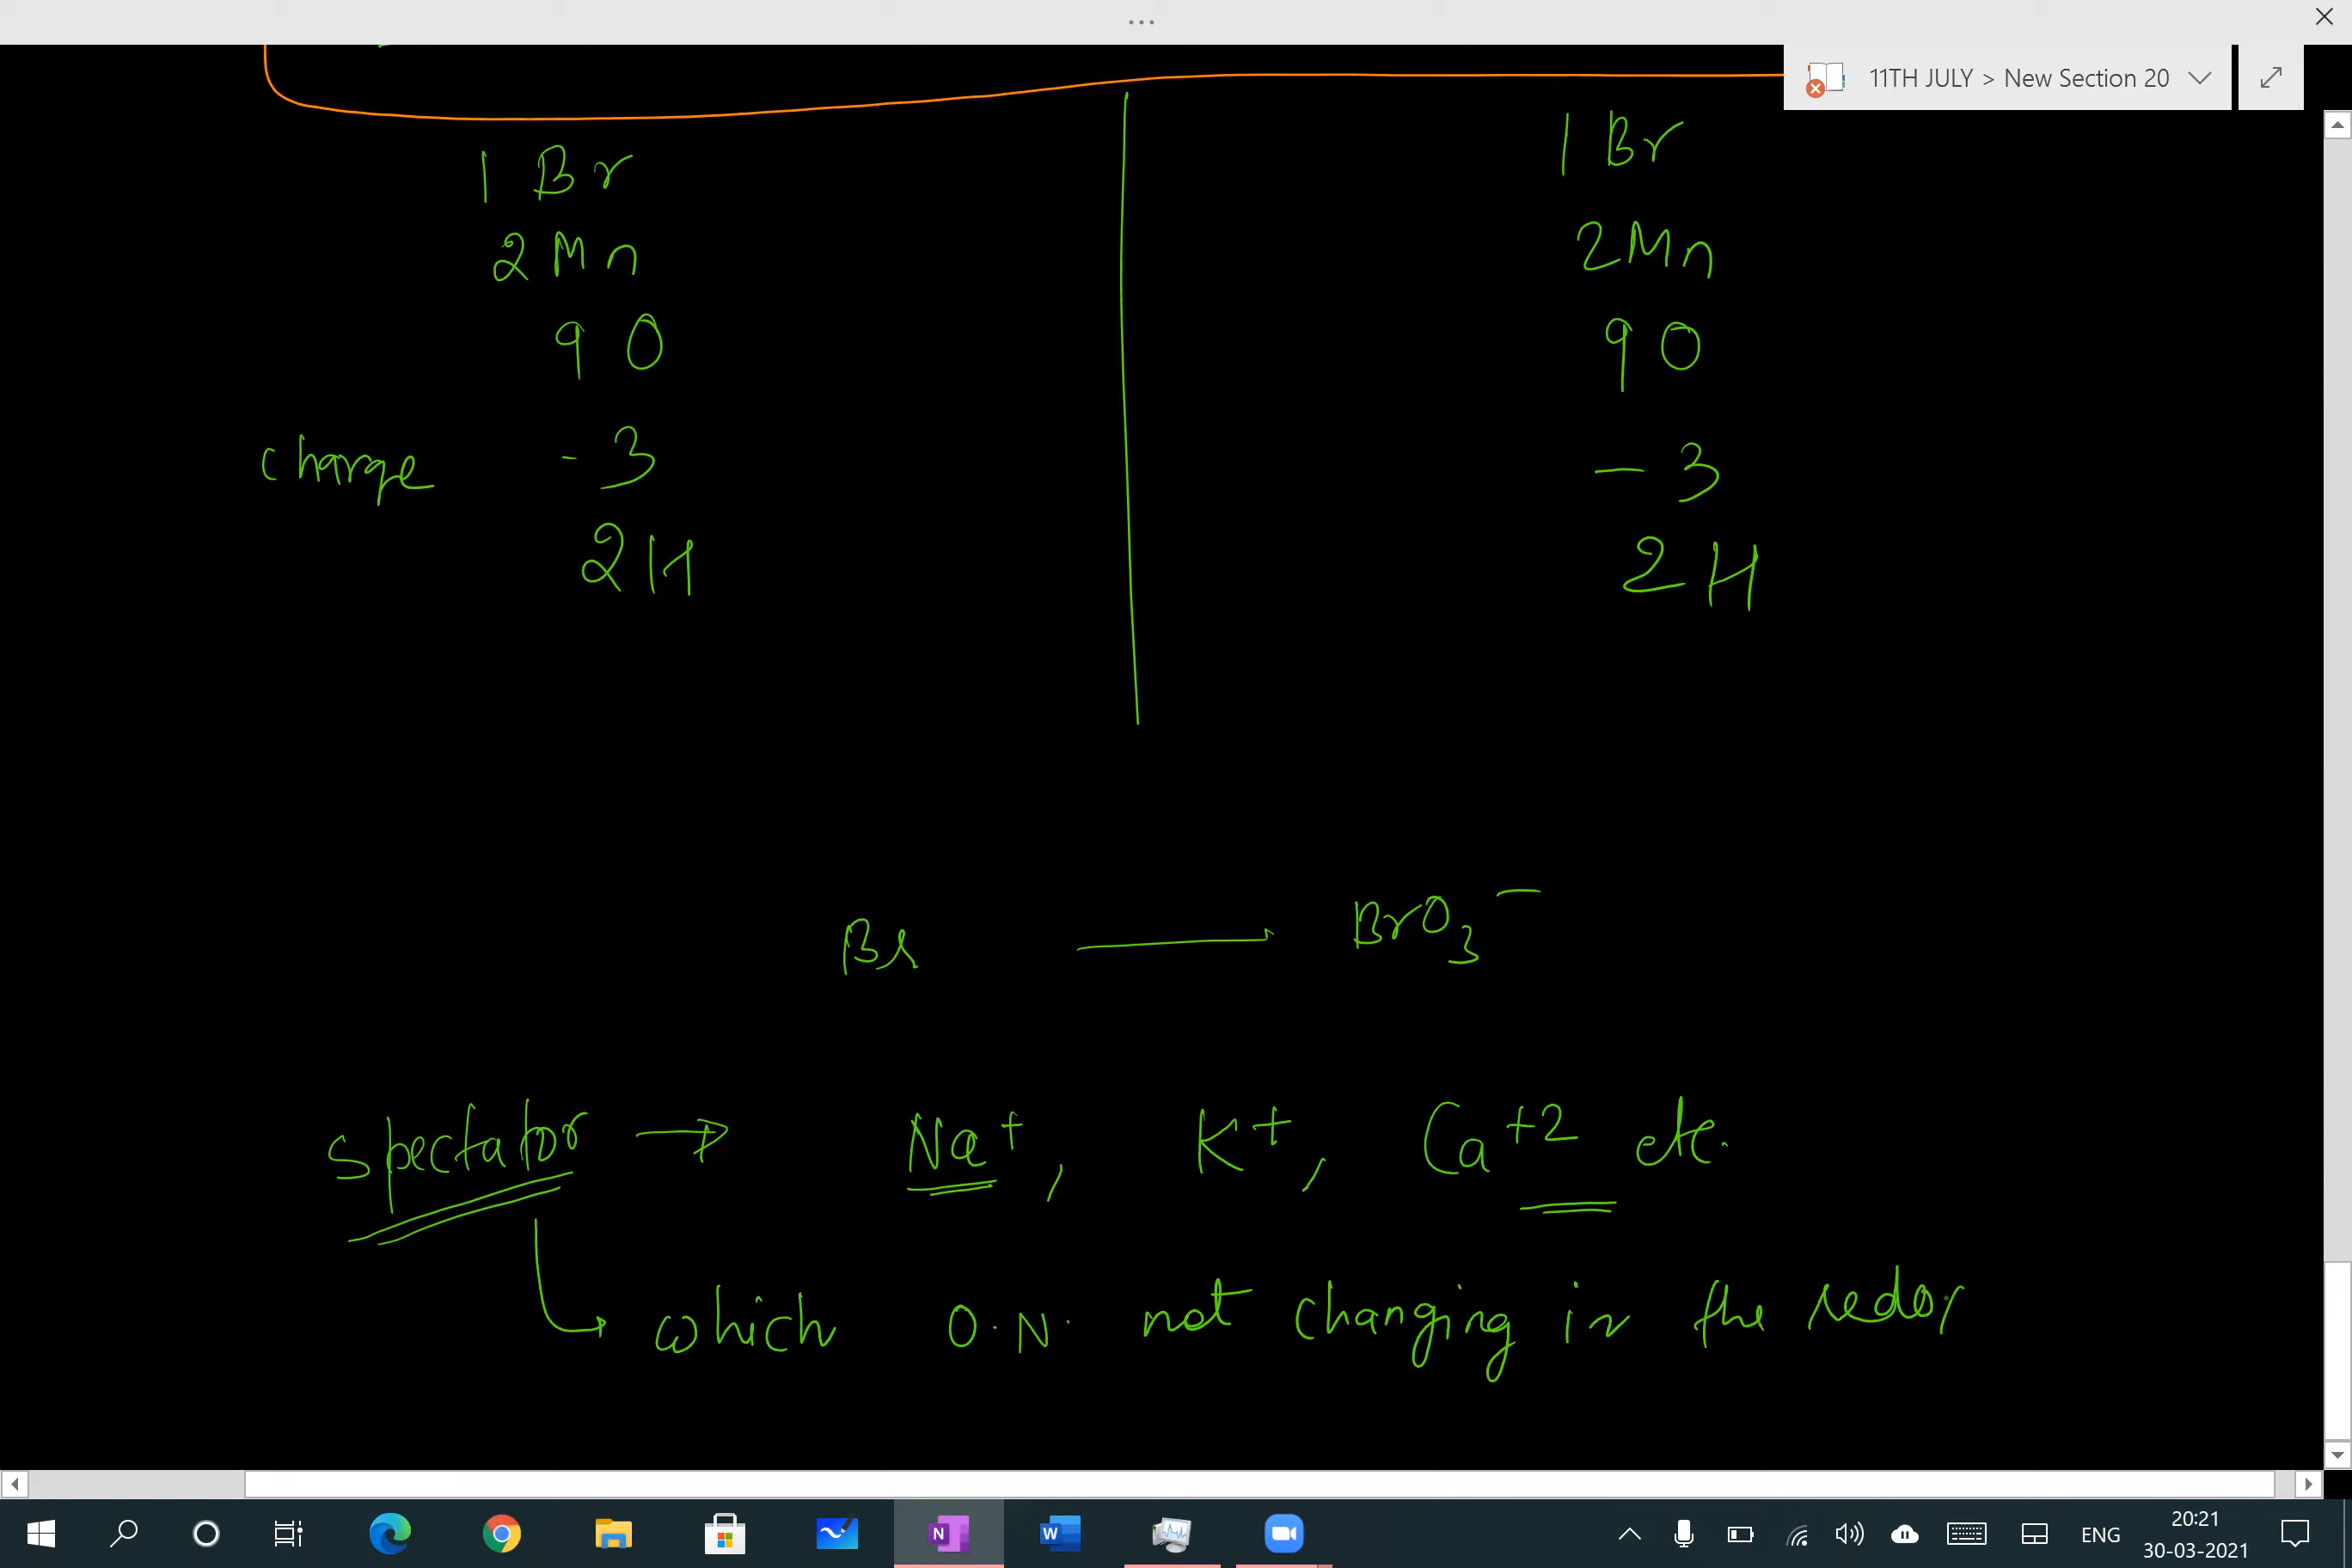 11TH JULY > New Section 20
1 Br 1 Br
2 Mn 2 Mn
9 O 9 O
charge - 3 - 3
2 H 2 H
Br → BrO3⁻
Spectator → Na⁺, K⁺, Ca⁺² etc.
which O.N. not changing in the redox
ENG
20:21
30-03-2021